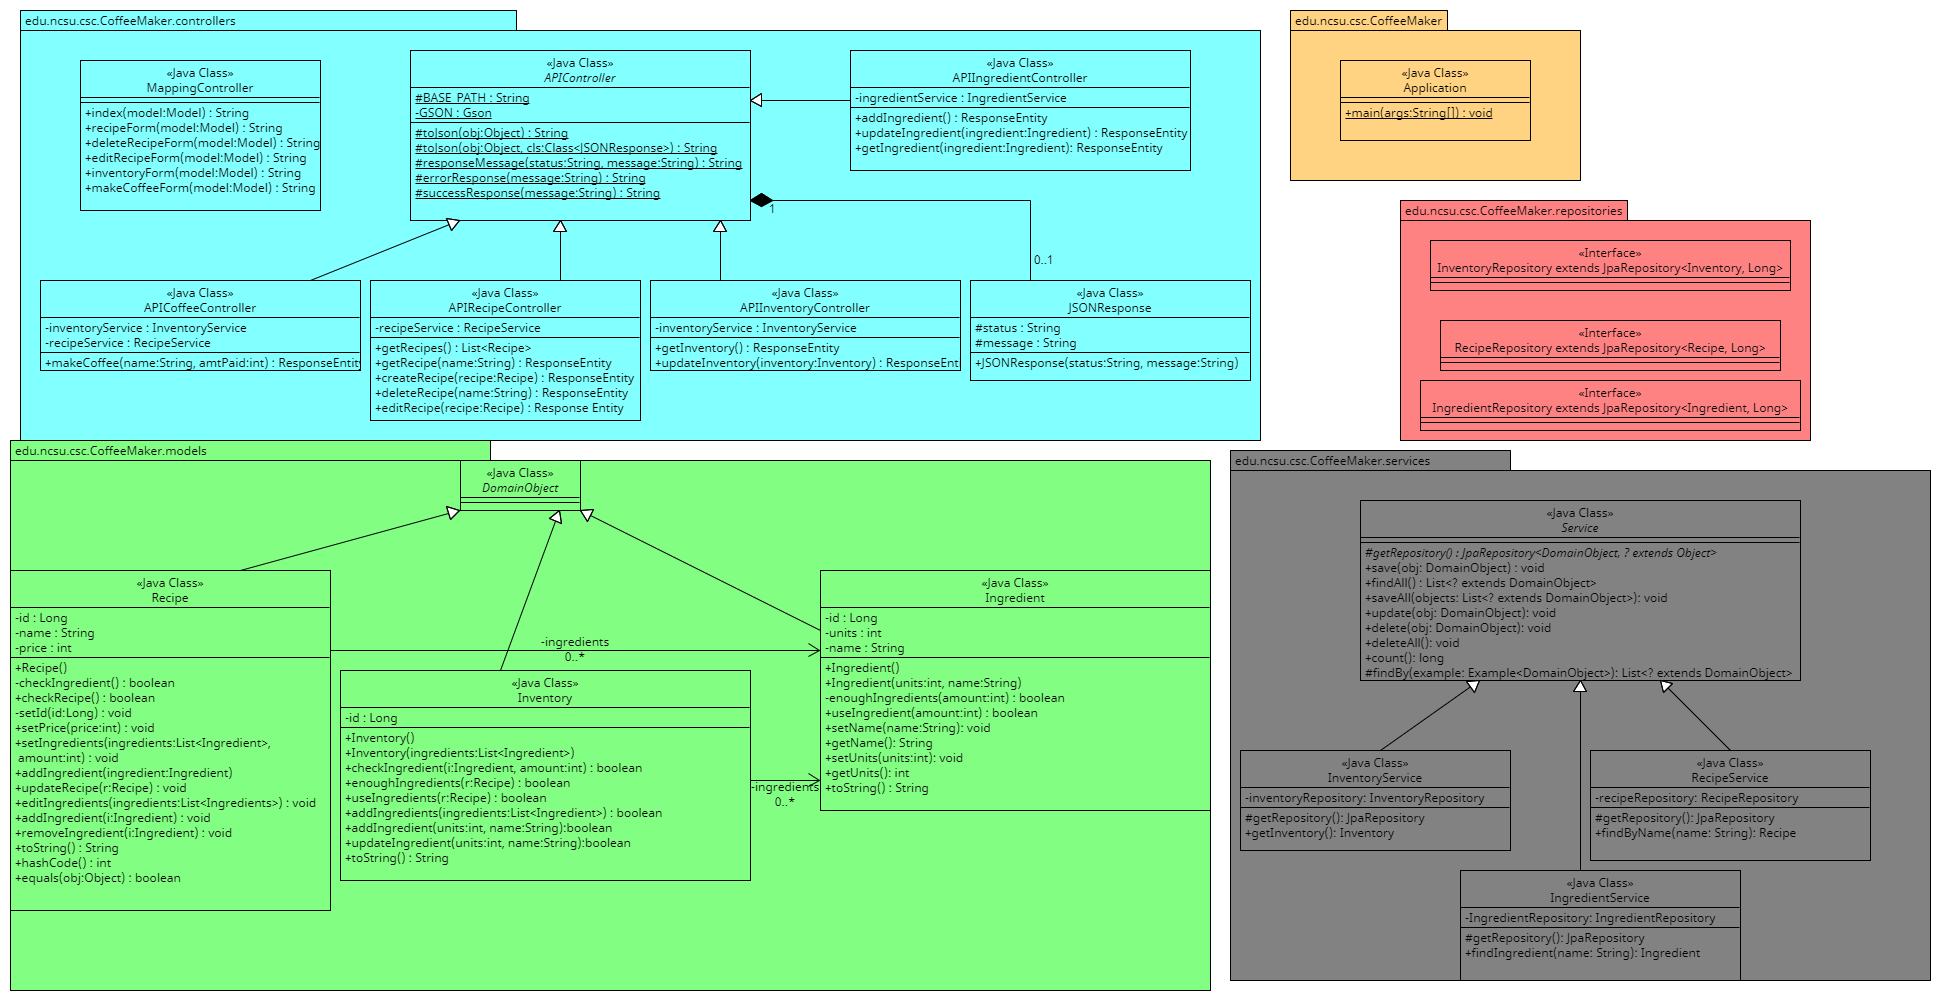 edu.ncsu.csc.CoffeeMaker.controllers
«Java Class»
MappingController
+index(model:Model) : String
+recipeForm(model:Model) : String
+deleteRecipeForm(model:Model) : String
+editRecipeForm(model:Model) : String
+inventoryForm(model:Model) : String
+makeCoffeeForm(model:Model) : String
«Java Class»
APIController
#BASE_PATH : String
-GSON : Gson
#toJson(obj:Object) : String
#toJson(obj:Object, cls:Class<JSONResponse>) : String
#responseMessage(status:String, message:String) : String
#errorResponse(message:String) : String
#successResponse(message:String) : String
«Java Class»
APIIngredientController
-ingredientService : IngredientService
+addIngredient() : ResponseEntity
+updateIngredient(ingredient:Ingredient) : ResponseEntity
+getIngredient(ingredient:Ingredient): ResponseEntity
1
0..1
«Java Class»
APICoffeeController
-inventoryService : InventoryService
-recipeService : RecipeService
+makeCoffee(name:String, amtPaid:int) : ResponseEntity
«Java Class»
APIRecipeController
-recipeService : RecipeService
+getRecipes() : List<Recipe>
+getRecipe(name:String) : ResponseEntity
+createRecipe(recipe:Recipe) : ResponseEntity
+deleteRecipe(name:String) : ResponseEntity
+editRecipe(recipe:Recipe) : Response Entity
«Java Class»
APIInventoryController
-inventoryService : InventoryService
+getInventory() : ResponseEntity
+updateInventory(inventory:Inventory) : ResponseEnt
«Java Class»
JSONResponse
#status : String
#message : String
+JSONResponse(status:String, message:String)
edu.ncsu.csc.CoffeeMaker
«Java Class»
Application
+main(args:String[]) : void
edu.ncsu.csc.CoffeeMaker.repositories
«Interface»
InventoryRepository extends JpaRepository<Inventory, Long>
«Interface»
RecipeRepository extends JpaRepository<Recipe, Long>
«Interface»
IngredientRepository extends JpaRepository<Ingredient, Long>
edu.ncsu.csc.CoffeeMaker.models
«Java Class»
DomainObject
«Java Class»
Recipe
-id : Long
-name : String
-price : int
+Recipe()
-checkIngredient() : boolean
+checkRecipe() : boolean
-setId(id:Long) : void
+setPrice(price:int) : void
+setIngredients(ingredients:List<Ingredient>,
amount:int) : void
+addIngredient(ingredient:Ingredient)
+updateRecipe(r:Recipe) : void
+editIngredients(ingredients:List<Ingredients>) : void
+addIngredient(i:Ingredient) : void
+removeIngredient(i:Ingredient) : void
+toString() : String
+hashCode() : int
+equals(obj:Object) : boolean
-ingredients
0..*
«Java Class»
Inventory
-id : Long
+Inventory()
+Inventory(ingredients:List<Ingredient>)
+checkIngredient(i:Ingredient, amount:int) : boolean
+enoughIngredients(r:Recipe) : boolean
+useIngredients(r:Recipe) : boolean
+addIngredients(ingredients:List<Ingredient>) : boolean
+addIngredient(units:int, name:String):boolean
+updateIngredient(units:int, name:String):boolean
+toString() : String
-ingredients
0..*
«Java Class»
Ingredient
-id : Long
-units : int
-name : String
+Ingredient()
+Ingredient(units:int, name:String)
-enoughIngredients(amount:int) : boolean
+useIngredient(amount:int) : boolean
+setName(name:String): void
+getName(): String
+setUnits(units:int): void
+getUnits(): int
+toString() : String
edu.ncsu.csc.CoffeeMaker.services
«Java Class»
Service
#getRepository() : JpaRepository<DomainObject, ? extends Object>
+save(obj: DomainObject) : void
+findAll() : List<? extends DomainObject>
+saveAll(objects: List<? extends DomainObject>): void
+update(obj: DomainObject): void
+delete(obj: DomainObject): void
+deleteAll(): void
+count(): long
#findBy(example: Example<DomainObject>): List<? extends DomainObject>
«Java Class»
InventoryService
-inventoryRepository: InventoryRepository
#getRepository(): JpaRepository
+getInventory(): Inventory
«Java Class»
RecipeService
-recipeRepository: RecipeRepository
#getRepository(): JpaRepository
+findByName(name: String): Recipe
«Java Class»
IngredientService
-IngredientRepository: IngredientRepository
#getRepository(): JpaRepository
+findIngredient(name: String): Ingredient